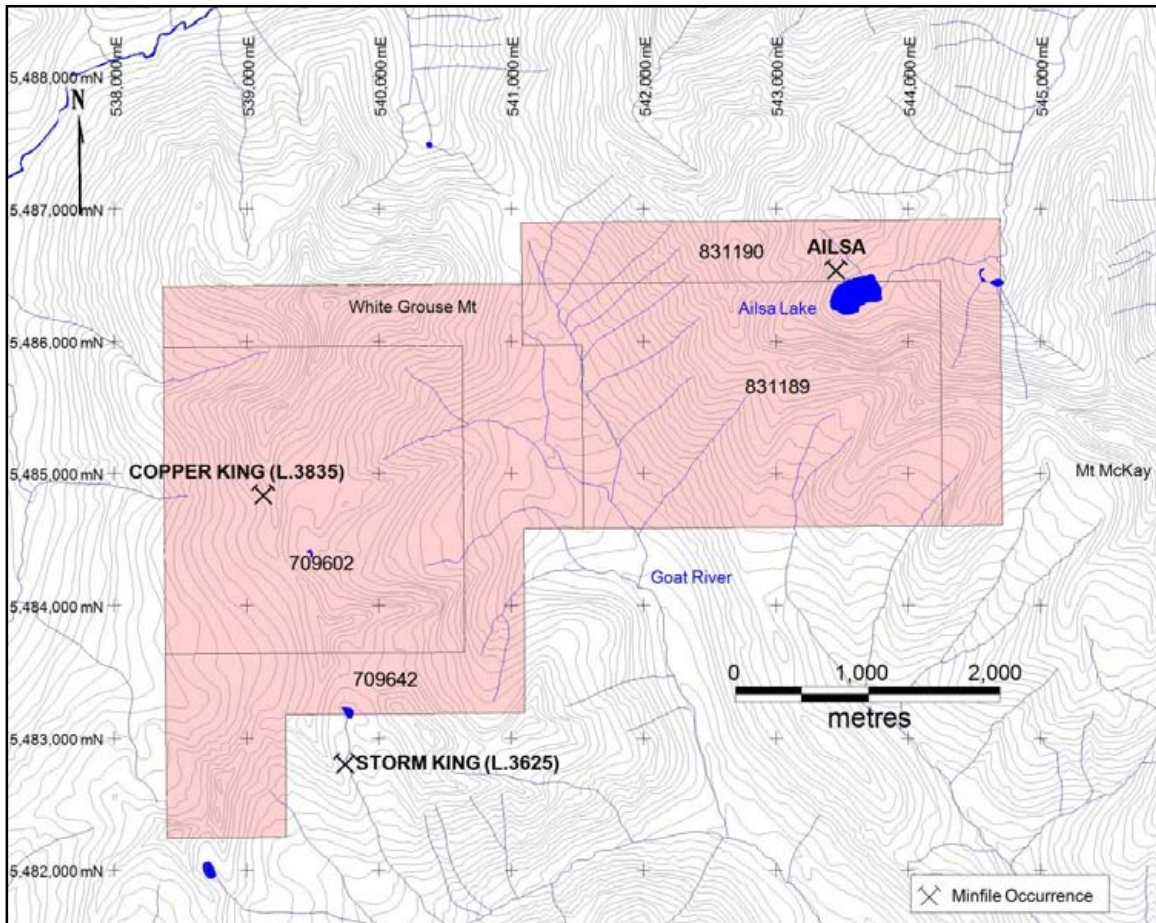 538,000 mE
539,000 mE
540,000 mE
541,000 mE
542,000 mE
543,000 mE
544,000 mE
545,000 mE
5,488,000 mN
N
5,487,000 mN
831190
AILSA
White Grouse Mt
Ailsa Lake
5,486,000 mN
831189
5,485,000 mN
COPPER KING (L.3835)
Mt McKay
709602
Goat River
5,484,000 mN
709642
0 1,000 2,000
metres
5,483,000 mN
STORM KING (L.3625)
5,482,000 mN
Minfile Occurrence